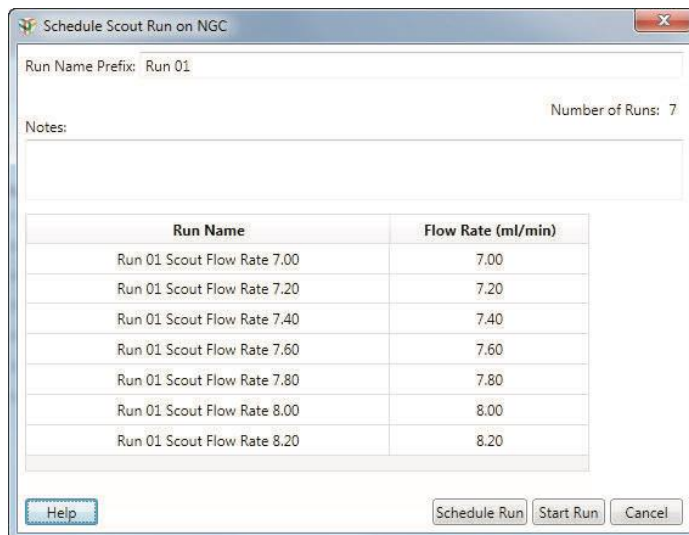 Schedule Scout Run on NGC
Run Name Prefix: Run 01
Number of Runs: 7
Notes:
Run Name Flow Rate (ml/min)
Run 01 Scout Flow Rate 7.00 7.00
Run 01 Scout Flow Rate 7.20 7.20
Run 01 Scout Flow Rate 7.40 7.40
Run 01 Scout Flow Rate 7.60 7.60
Run 01 Scout Flow Rate 7.80 7.80
Run 01 Scout Flow Rate 8.00 8.00
Run 01 Scout Flow Rate 8.20 8.20
Help Schedule Run Start Run Cancel